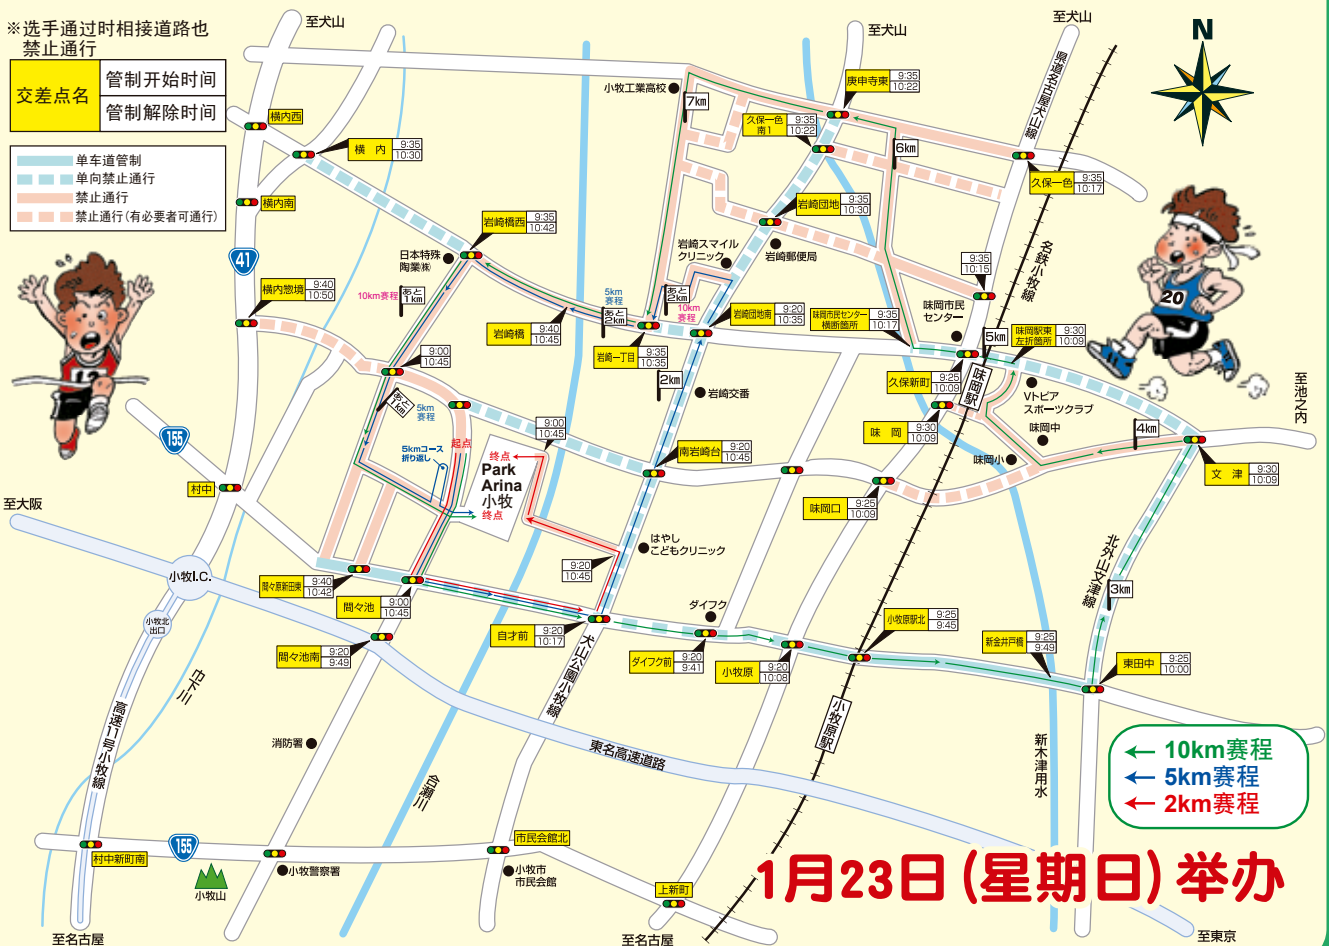 ※选手通过时相接道路也
禁止通行
交差点名
管制开始时间
管制解除时间
单车道管制
单向禁止通行
禁止通行
禁止通行(有必要者可通行)
至犬山
至犬山
至犬山
N
横内西
横内
9:35
10:30
横内南
41
横内惣境
9:40
10:50
岩崎橋西
9:35
10:42
日本特殊
陶業㈱
10km赛程
あと
1km
岩崎橋
9:40
10:45
5km
赛程
あと
2km
あと
2km
10km
赛程
小牧工業高校
7km
久保一色
南1
9:35
10:22
庚申寺東
9:35
10:22
6km
県道名古屋犬山線
久保一色
9:35
10:17
岩崎団地
9:35
10:30
岩崎スマイル
クリニック
岩崎郵便局
岩崎団地南
9:20
10:35
味岡市民センター
横断箇所
9:35
10:17
味岡市民
センター
9:35
10:15
名鉄小牧線
5km
味岡駅東
左折箇所
9:30
10:09
岩崎一丁目
9:35
10:35
2km
岩崎交番
久保新町
9:25
10:09
味岡駅
Vトピア
スポーツクラブ
味岡中
味岡
9:30
10:09
味岡小
4km
至池之内
文津
9:30
10:09
9:00
10:45
あと
1km
5km
赛程
起点
5kmコース
折り返し
9:00
10:45
终点
Park
Arina
小牧
终点
南岩崎台
9:20
10:45
味岡口
9:25
10:09
155
村中
至大阪
小牧I.C.
小牧北
出口
間々原新田東
9:40
10:42
間々池
9:00
10:45
間々池南
9:20
9:49
はやし
こどもクリニック
9:20
10:45
自才前
9:20
10:17
ダイフク
ダイフク前
9:20
9:41
小牧原
9:20
10:08
小牧原駅北
9:25
9:45
新金井戸橋
9:25
9:49
東田中
9:25
10:00
北外山文津線
3km
巾下川
高速11号小牧線
消防署
合瀬川
犬山公園小牧線
東名高速道路
小牧原駅
新木津用水
10km赛程
5km赛程
2km赛程
155
村中新町南
小牧山
小牧警察署
市民会館北
小牧市
市民会館
上新町
至名古屋
至名古屋
至東京
1月23日(星期日)举办
20